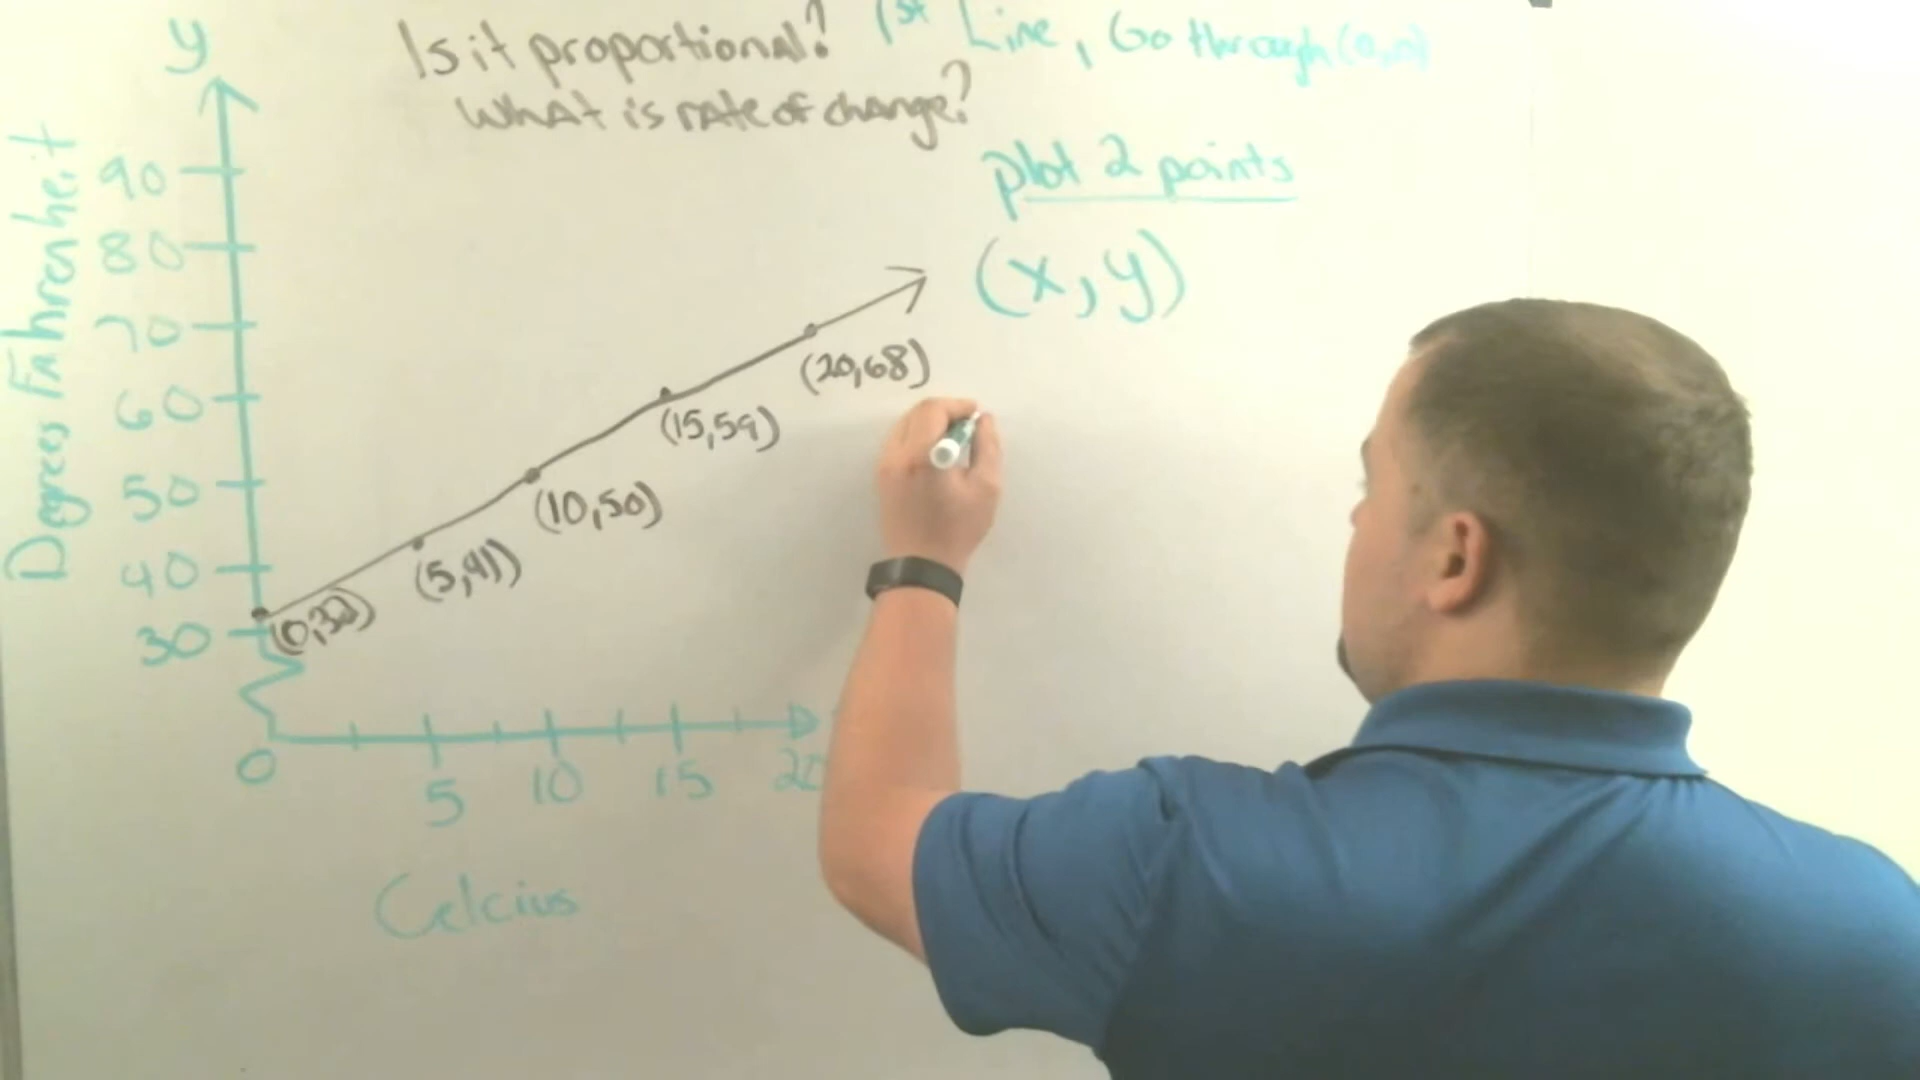 y
Is it proportional? 1st Line, Go through (0,0)
What is rate of change?
plot 2 points
(x,y)
Degrees Fahrenheit
90
80
70
60
50
40
30
(20,68)
(15,59)
(10,50)
(5,41)
(0,32)
0 5 10 15 20
Celcius